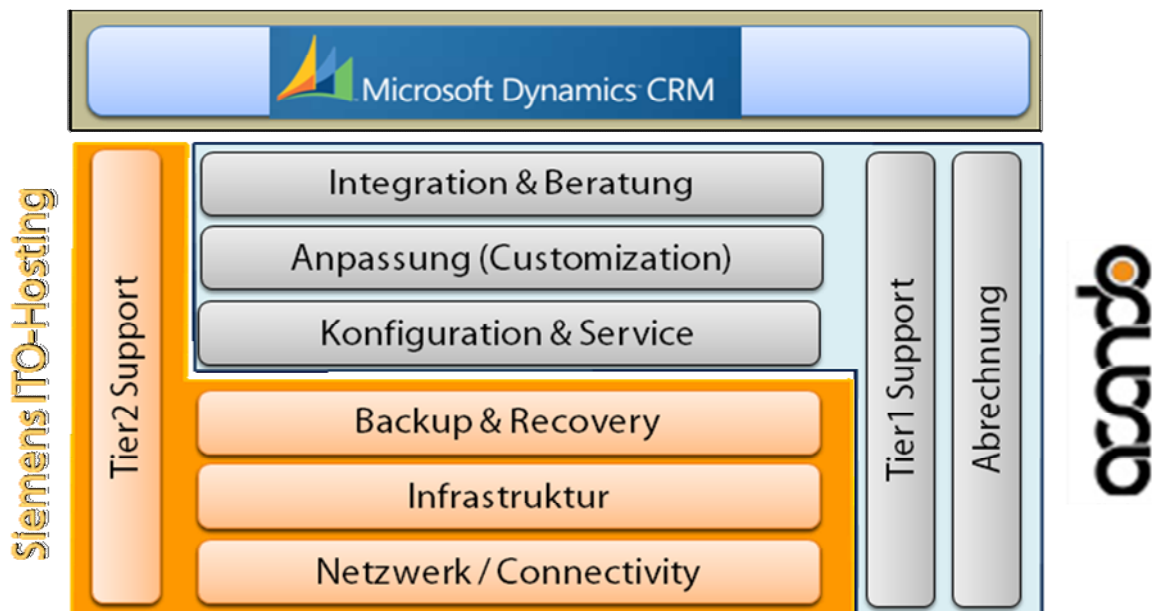 Microsoft Dynamics CRM
Siemens ITO-Hosting
Tier2 Support
Integration & Beratung
Anpassung (Customization)
Konfiguration & Service
Backup & Recovery
Infrastruktur
Netzwerk / Connectivity
Tier1 Support
Abrechnung
asando